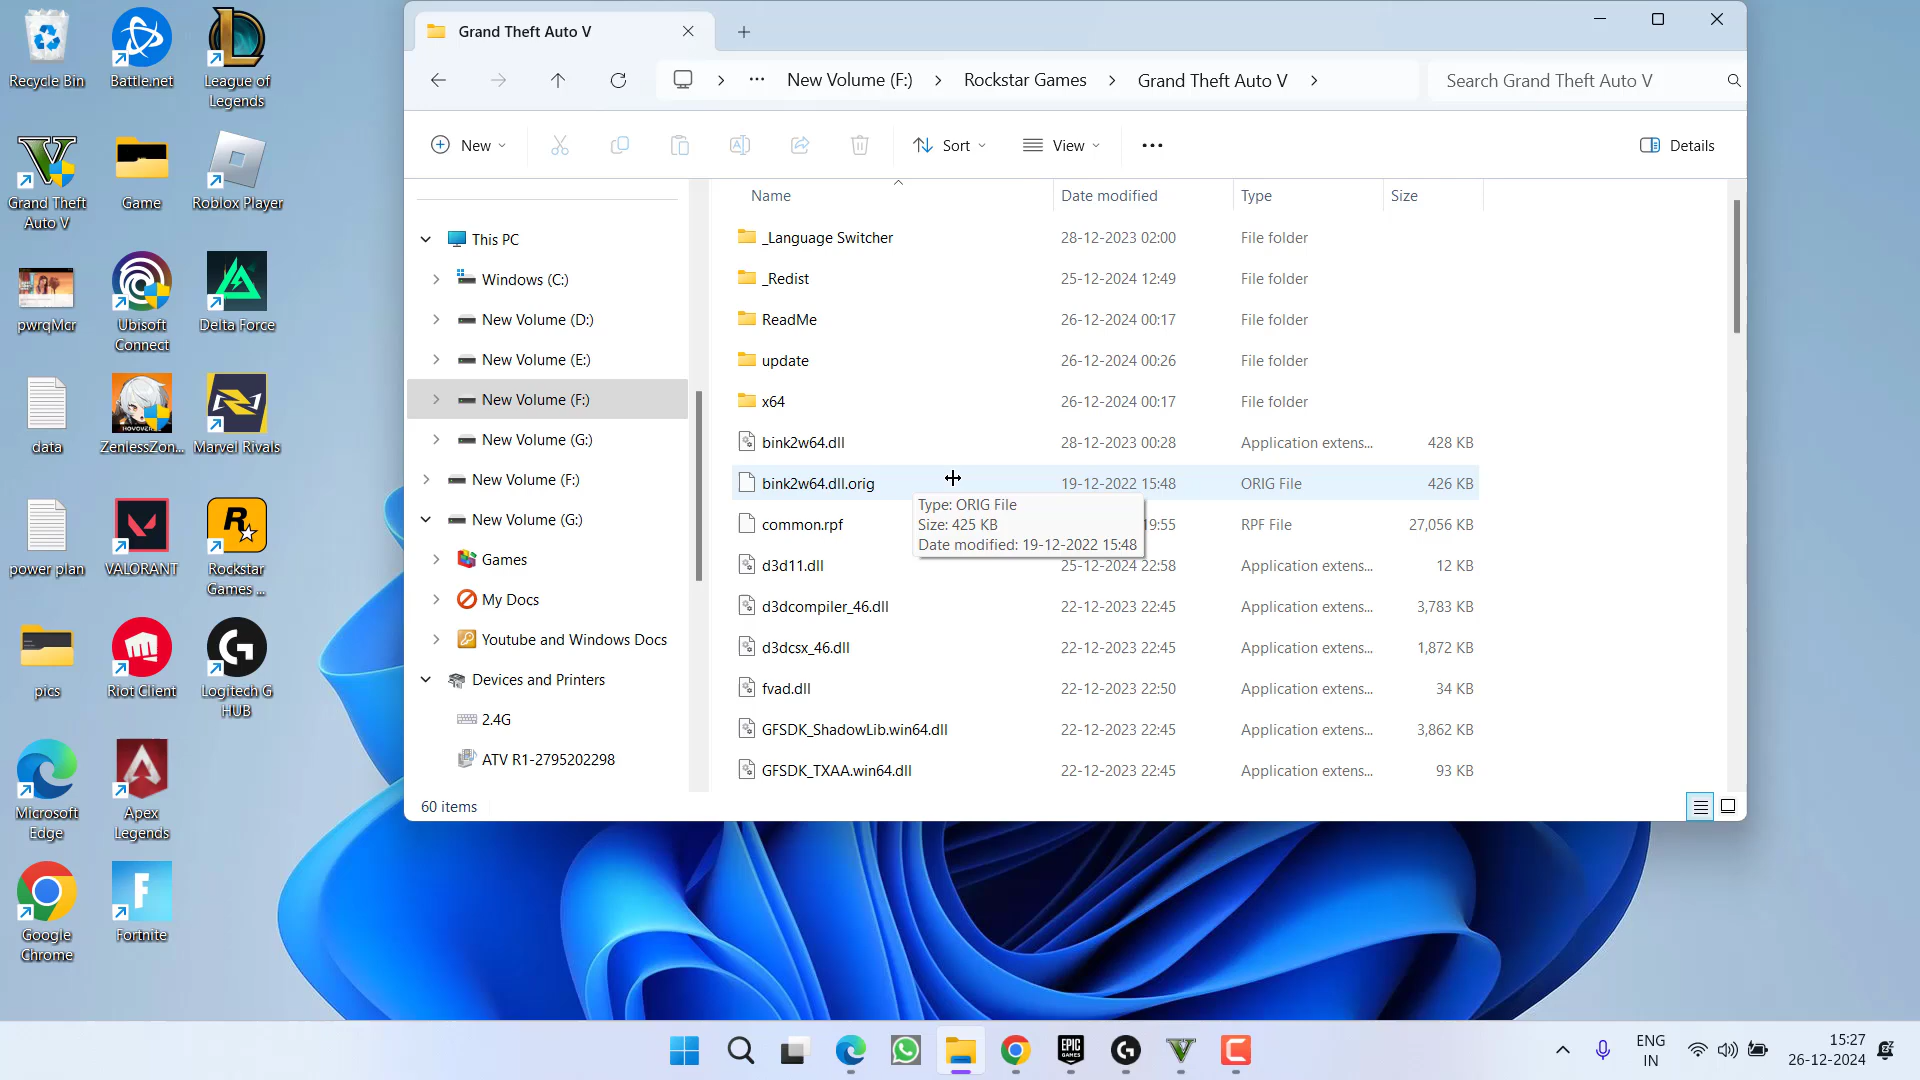 Recycle Bin
Battle.net
League of
Legends
Grand Theft
Auto V
Game
Roblox Player
pwrqMcr
Ubisoft
Connect
Delta Force
data
ZenlessZon...
Marvel Rivals
power plan
VALORANT
Rockstar
Games ...
pics
Riot Client
Logitech G
HUB
Microsoft
Edge
Apex
Legends
Google
Chrome
Fortnite
Grand Theft Auto V
New Volume (F:)
Rockstar Games
Grand Theft Auto V
Search Grand Theft Auto V
New
Sort
View
Details
This PC
Windows (C:)
New Volume (D:)
New Volume (E:)
New Volume (F:)
New Volume (G:)
New Volume (F:)
New Volume (G:)
Games
My Docs
Youtube and Windows Docs
Devices and Printers
2.4G
ATV R1-2795202298
Name Date modified Type Size
_Language Switcher 28-12-2023 02:00 File folder
_Redist 25-12-2024 12:49 File folder
ReadMe 26-12-2024 00:17 File folder
update 26-12-2024 00:26 File folder
x64 26-12-2024 00:17 File folder
bink2w64.dll 28-12-2023 00:28 Application extens... 428 KB
bink2w64.dll.orig 19-12-2022 15:48 ORIG File 426 KB
common.rpf 19:55 RPF File 27,056 KB
d3d11.dll 25-12-2024 22:58 Application extens... 12 KB
d3dcompiler_46.dll 22-12-2023 22:45 Application extens... 3,783 KB
d3dcsx_46.dll 22-12-2023 22:45 Application extens... 1,872 KB
fvad.dll 22-12-2023 22:50 Application extens... 34 KB
GFSDK_ShadowLib.win64.dll 22-12-2023 22:45 Application extens... 3,862 KB
GFSDK_TXAA.win64.dll 22-12-2023 22:45 Application extens... 93 KB
Type: ORIG File
Size: 425 KB
Date modified: 19-12-2022 15:48
60 items
EPIC
GAMES
ENG
IN
15:27
26-12-2024